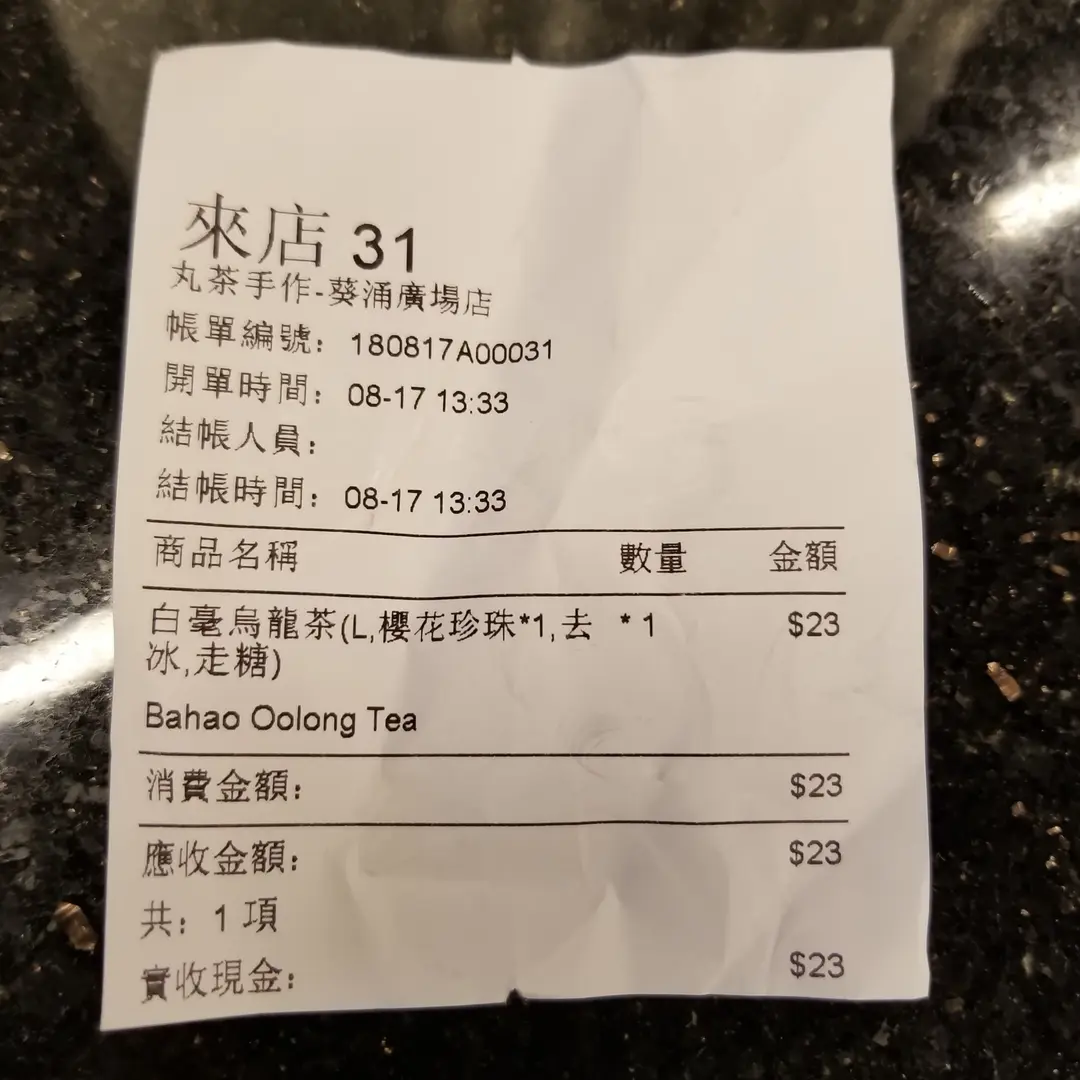 來店 31
丸茶手作-葵涌廣場店
帳單編號: 180817A00031
開單時間: 08-17 13:33
結帳人員:
結帳時間: 08-17 13:33
商品名稱 數量 金額
白毫烏龍茶(L,櫻花珍珠*1,去 * 1 $23
冰,走糖)
Bahao Oolong Tea
消費金額: $23
應收金額: $23
共: 1 項
實收現金: $23